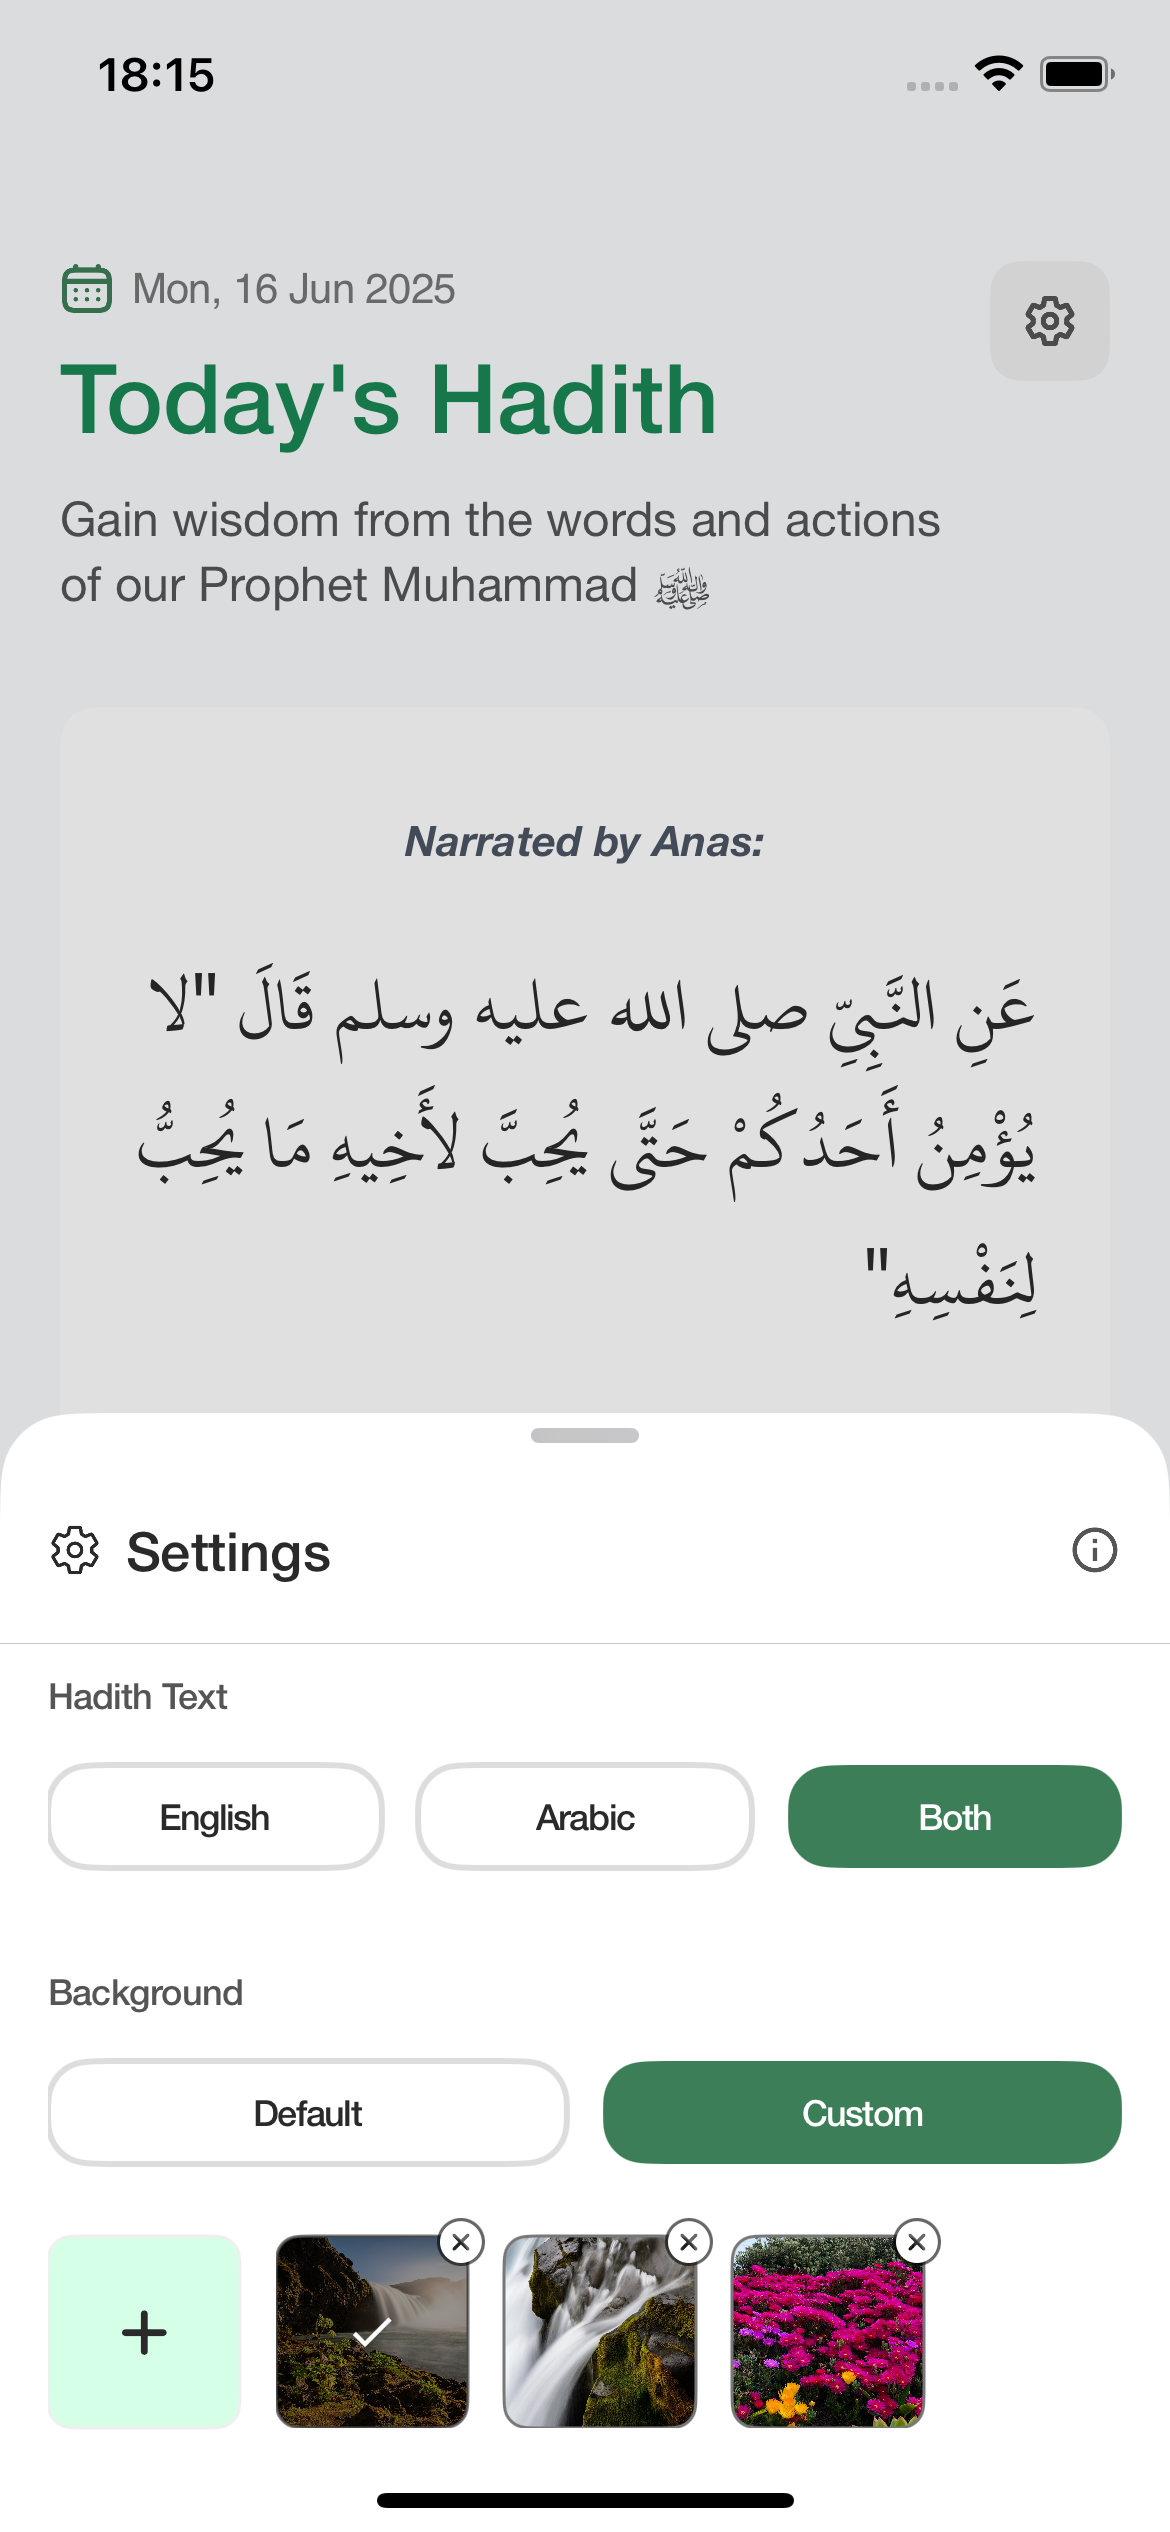 18:15
Mon, 16 Jun 2025
Today's Hadith
Gain wisdom from the words and actions
of our Prophet Muhammad ﷺ
Narrated by Anas:
عَنِ النَّبِيِّ صلى الله عليه وسلم قَالَ "لا
يُؤْمِنُ أَحَدُكُمْ حَتَّى يُحِبَّ لأَخِيهِ مَا يُحِبُّ
لِنَفْسِهِ"
Settings
Hadith Text
English
Arabic
Both
Background
Default
Custom